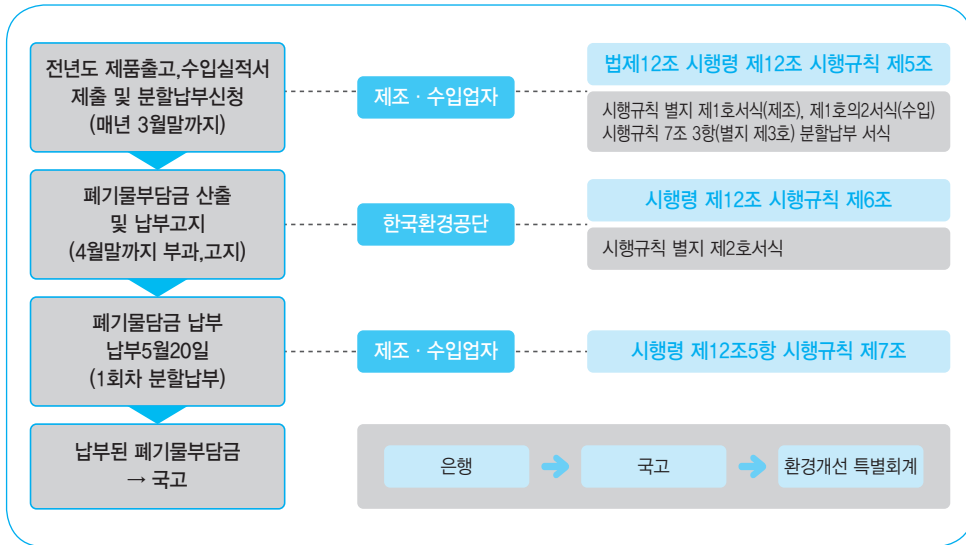 전년도 제품출고,수입실적서
제출 및 분할납부신청
(매년 3월말까지)
제조 · 수입업자
법제12조 시행령 제12조 시행규칙 제5조
시행규칙 별지 제1호서식(제조), 제1호의2서식(수입)
시행규칙 7조 3항(별지 제3호) 분할납부 서식
폐기물부담금 산출
및 납부고지
(4월말까지 부과,고지)
한국환경공단
시행령 제12조 시행규칙 제6조
시행규칙 별지 제2호서식
폐기물담금 납부
납부5월20일
(1회차 분할납부)
제조 · 수입업자
시행령 제12조5항 시행규칙 제7조
납부된 폐기물부담금
→ 국고
은행
국고
환경개선 특별회계